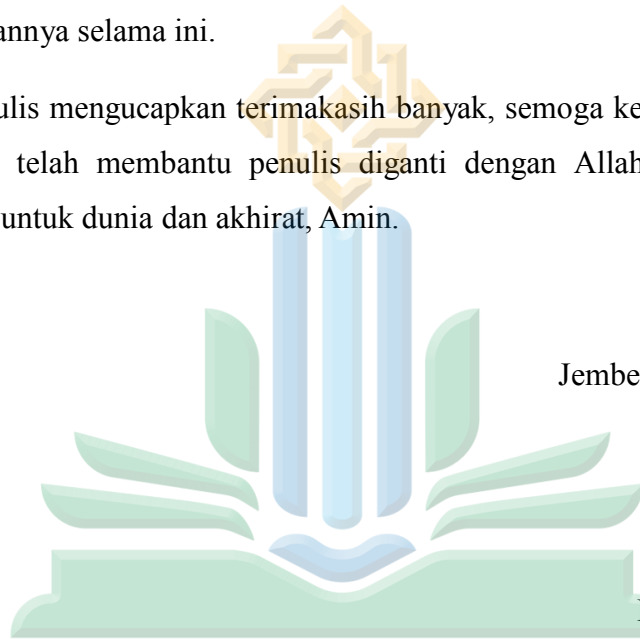 annya selama ini.
ulis mengucapkan terimakasih banyak, semoga ke
telah membantu penulis diganti dengan Allah
untuk dunia dan akhirat, Amin.
Jembe